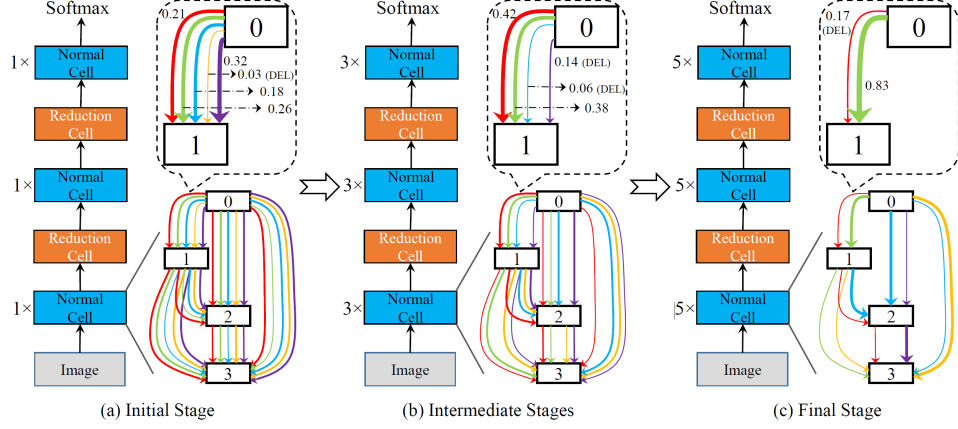 Softmax
1×
Normal
Cell
Reduction
Cell
1×
Normal
Cell
Reduction
Cell
1×
Normal
Cell
Image
0.21
0
0.32
0.03 (DEL)
0.18
0.26
1
0
1
2
3
(a) Initial Stage
Softmax
3×
Normal
Cell
Reduction
Cell
3×
Normal
Cell
Reduction
Cell
3×
Normal
Cell
Image
0.42
0
0.14 (DEL)
0.06 (DEL)
0.38
1
0
1
2
3
(b) Intermediate Stages
Softmax
5×
Normal
Cell
Reduction
Cell
5×
Normal
Cell
Reduction
Cell
5×
Normal
Cell
Image
0.17
(DEL)
0
0.83
1
0
1
2
3
(c) Final Stage